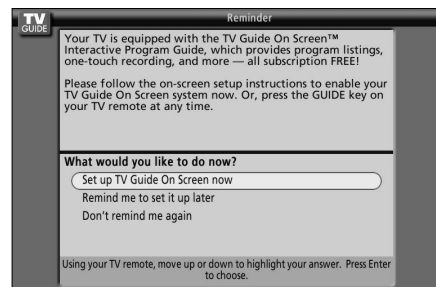 TV
GUIDE
Reminder
Your TV is equipped with the TV Guide On Screen™
Interactive Program Guide, which provides program listings,
one-touch recording, and more — all subscription FREE!
Please follow the on-screen setup instructions to enable your
TV Guide On Screen system now. Or, press the GUIDE key on
your TV remote at any time.
What would you like to do now?
Set up TV Guide On Screen now
Remind me to set it up later
Don't remind me again
Using your TV remote, move up or down to highlight your answer. Press Enter
to choose.